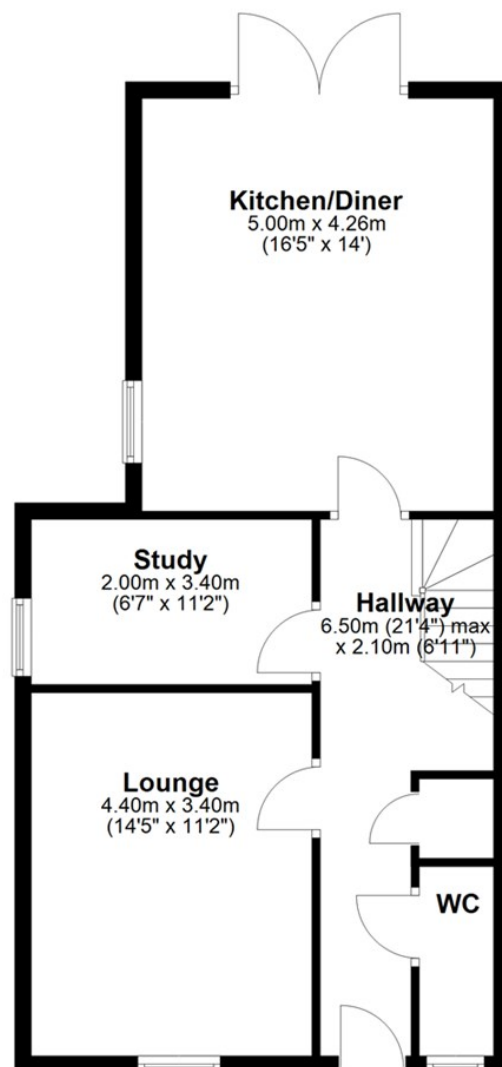 Kitchen/Diner
5.00m x 4.26m
(16'5" x 14')
Study
2.00m x 3.40m
(6'7" x 11'2")
Hallway
6.50m (21'4") max
x 2.10m (6'11")
Lounge
4.40m x 3.40m
(14'5" x 11'2")
WC